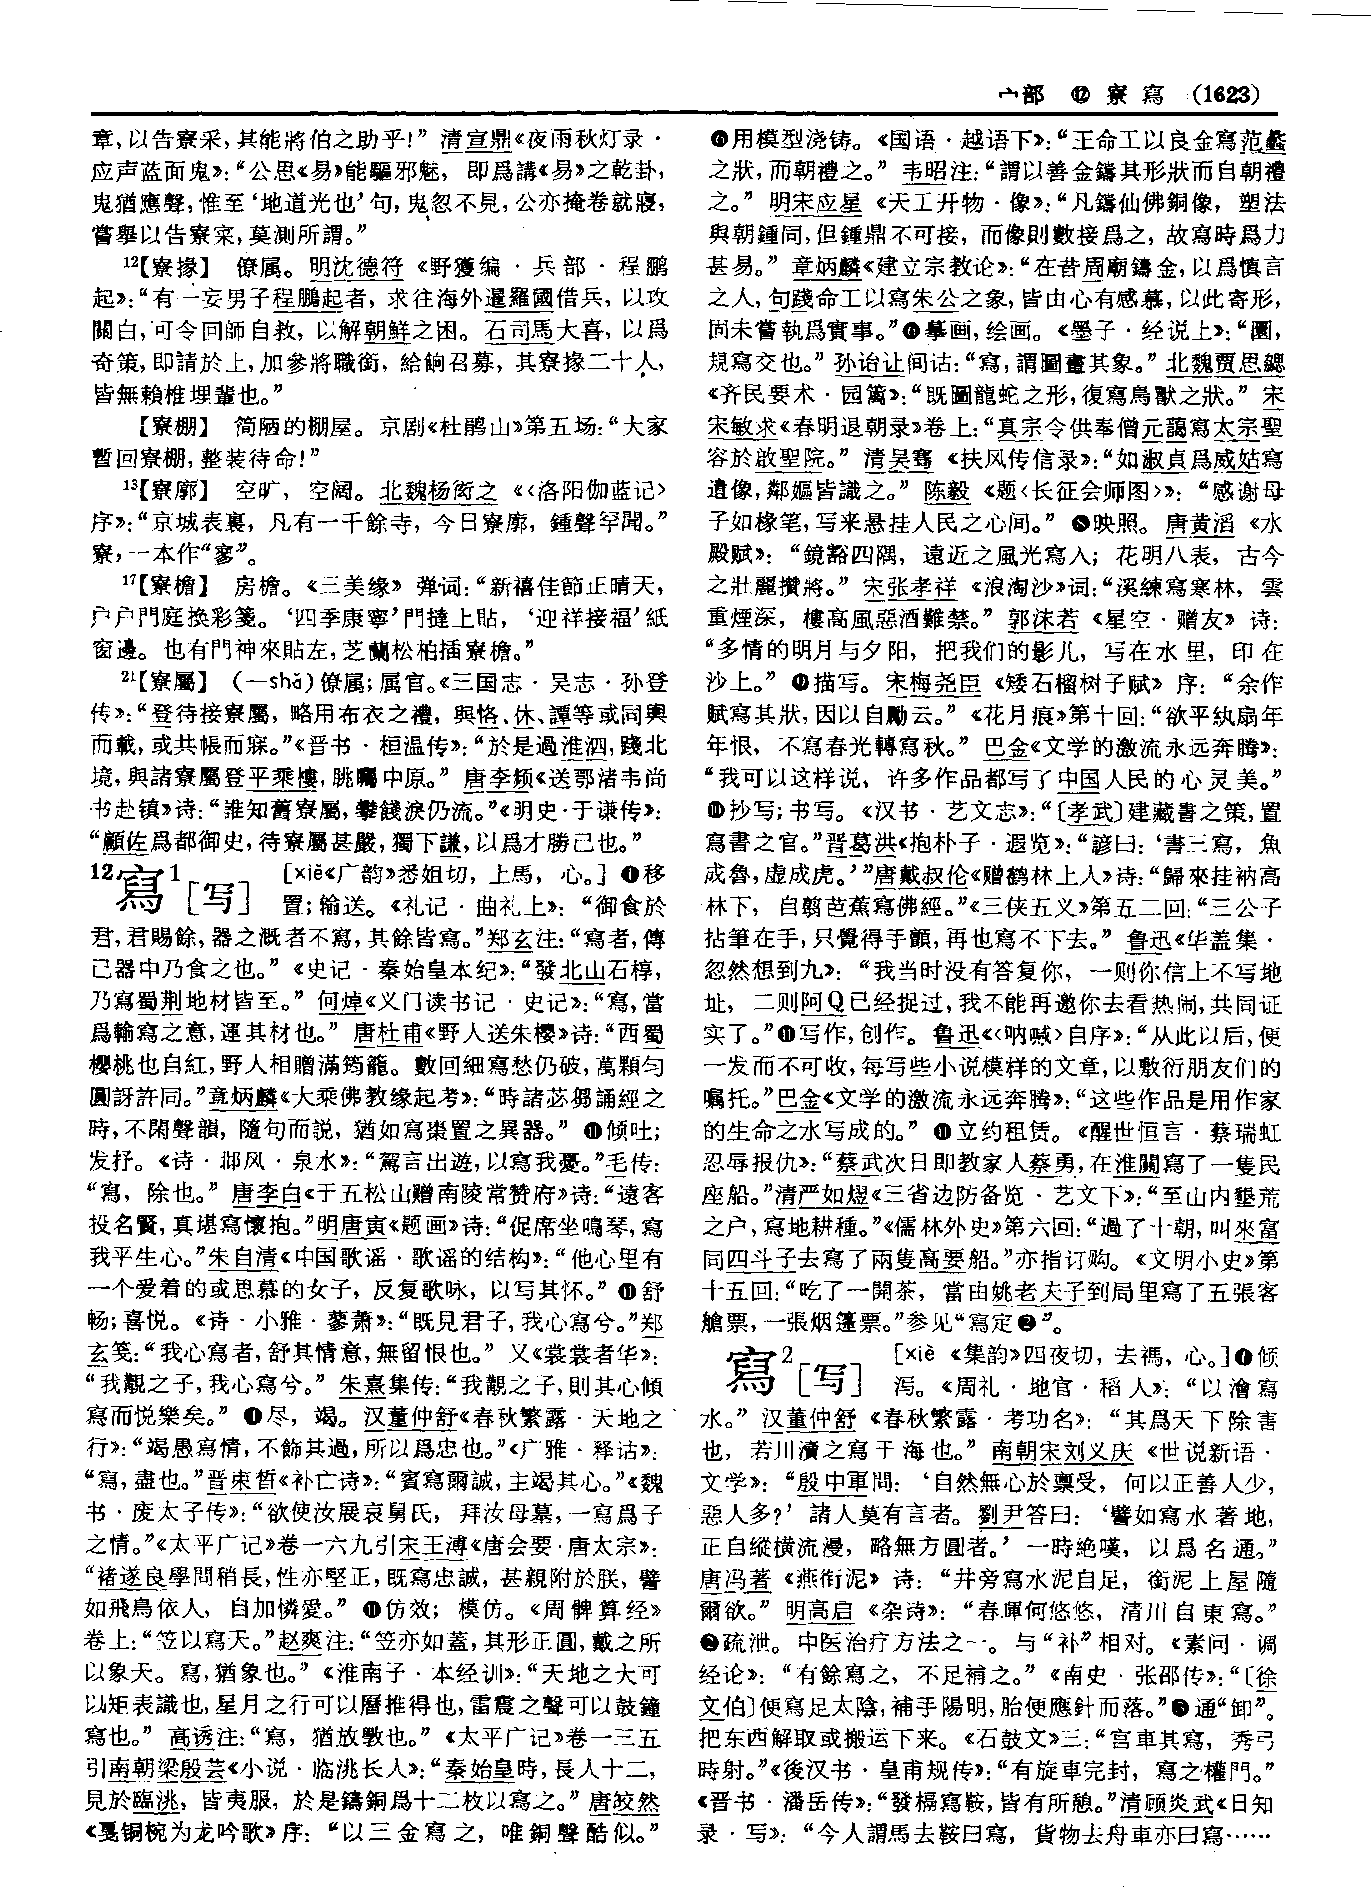 宀部 ⑫ 寮 寫 (1623)
章,以告寮采,其能將伯之助乎!” 清宣鼎《夜雨秋灯录·
应声蓝面鬼》:“公思《易》能驅邪魅, 即爲講《易》之乾卦,
鬼猶應聲,惟至‘地道光也’句,鬼忽不見,公亦掩卷就寢,
嘗舉以告寮寀,莫測所謂。”
12【寮掾】 僚属。明沈德符《野獲编·兵部·程鹏
起》:“有一妄男子程鵬起者, 求往海外暹羅國借兵, 以攻
關白,可令回師自救, 以解朝鮮之困。石司馬大喜, 以爲
奇策,即請於上,加參將職銜, 給餉召募, 其寮掾二十人,
皆無賴椎埋輩也。”
【寮棚】 简陋的棚屋。京剧《杜鹃山》第五场:“大家
暫回寮棚,整装待命!”
13【寮廓】 空旷, 空阔。北魏杨衒之《〈洛阳伽蓝记〉
序》:“京城表裏, 凡有一千餘寺, 今日寮廓, 鍾聲罕聞。”
寮,一本作“寥”。
17【寮檐】 房檐。《三美缘》弹词:“新禧佳節正晴天,
户户門庭换彩箋。‘四季康寧’門撻上貼, ‘迎祥接福’紙
窗邊。也有門神來貼左,芝蘭松柏插寮檐。”
21【寮屬】 (—shǔ)僚属;属官。《三国志·吴志·孙登
传》:“登待接寮屬, 略用布衣之禮, 與恪、休、譚等或同輿
而載,或共帳而寐。”《晋书·桓温传》:“於是過淮泗,踐北
境,與諸寮屬登平乘樓,眺矚中原。” 唐李频《送鄂渚韦尚
书赴镇》诗:“誰知舊寮屬,攀餞淚仍流。”《明史·于谦传》:
“顧佐爲都御史,待寮屬甚嚴,獨下謙,以爲才勝己也。”
12寫1[写] [xiě《广韵》悉姐切, 上馬, 心。] ❶移
置;输送。《礼记·曲礼上》: “御食於
君,君賜餘,器之溉者不寫,其餘皆寫。”郑玄注:“寫者,傳
己器中乃食之也。”《史记·秦始皇本纪》:“發北山石椁,
乃寫蜀荆地材皆至。” 何焯《义门读书记·史记》:“寫,當
爲輸寫之意,運其材也。” 唐杜甫《野人送朱樱》诗:“西蜀
櫻桃也自紅,野人相贈滿筠籠。數回細寫愁仍破,萬顆匀
圓訝許同。”章炳麟《大乘佛教缘起考》:“時諸苾芻誦經之
時,不閑聲韻, 隨句而説, 猶如寫棗置之異器。” ❷倾吐;
发抒。《诗·邶风·泉水》:“駕言出遊,以寫我憂。”毛传:
“寫, 除也。” 唐李白《于五松山赠南陵常赞府》诗:“遠客
投名賢,真堪寫懷抱。”明唐寅《题画》诗:“促席坐鳴琴,寫
我平生心。”朱自清《中国歌谣·歌谣的结构》:“他心里有
一个爱着的或思慕的女子, 反复歌咏, 以写其怀。” ❸舒
畅;喜悦。《诗·小雅·蓼萧》:“既見君子,我心寫兮。”郑
玄笺:“我心寫者,舒其情意,無留恨也。” 又《裳裳者华》:
“我覯之子,我心寫兮。” 朱熹集传:“我覯之子,則其心傾
寫而悦樂矣。” ❹尽, 竭。汉董仲舒《春秋繁露·天地之
行》:“竭愚寫情,不飾其過,所以爲忠也。”《广雅·释诂》:
“寫,盡也。”晋束晳《补亡诗》:“賓寫爾誠,主竭其心。”《魏
书·废太子传》:“欲使汝展哀舅氏, 拜汝母墓,一寫爲子
之情。”《太平广记》卷一六九引宋王溥《唐会要·唐太宗》:
“褚遂良學問稍長,性亦堅正,既寫忠誠, 甚親附於朕, 譬
如飛鳥依人, 自加憐愛。” ❺仿效; 模仿。《周髀算经》
卷上:“笠以寫天。”赵爽注:“笠亦如蓋,其形正圓,戴之所
以象天。寫,猶象也。”《淮南子·本经训》:“天地之大可
以矩表識也,星月之行可以曆推得也,雷震之聲可以鼓鐘
寫也。” 高诱注:“寫, 猶放斆也。”《太平广记》卷一三五
引南朝梁殷芸《小说·临洮长人》:“秦始皇時,長人十二,
見於臨洮, 皆夷服, 於是鑄銅爲十二枚以寫之。” 唐皎然
《戛铜椀为龙吟歌》序: “以三金寫之, 唯銅聲酷似。”
❻用模型浇铸。《国语·越语下》:“王命工以良金寫范蠡
之狀,而朝禮之。” 韦昭注:“謂以善金鑄其形狀而自朝禮
之。” 明宋应星《天工开物·像》:“凡鑄仙佛銅像, 塑法
與朝鍾同,但鍾鼎不可接, 而像則數接爲之, 故寫時爲力
甚易。” 章炳麟《建立宗教论》:“在昔周廟鑄金,以爲慎言
之人,句踐命工以寫朱公之象,皆由心有感慕,以此寄形,
固未嘗執爲實事。”❼摹画,绘画。《墨子·经说上》:“圜,
規寫交也。” 孙诒让间诂:“寫,謂圖畫其象。” 北魏贾思勰
《齐民要术·园篱》:“既圖龍蛇之形,復寫鳥獸之狀。” 宋
宋敏求《春明退朝录》卷上:“真宗令供奉僧元藹寫太宗聖
容於啟聖院。” 清吴骞《扶风传信录》:“如淑貞爲威姑寫
遺像,鄰嫗皆識之。” 陈毅《题〈长征会师图〉》: “感谢母
子如椽笔,写来悬挂人民之心间。” ❽映照。唐黄滔《水
殿赋》: “鏡豁四隅, 遠近之風光寫入; 花明八表, 古今
之壯麗攢將。” 宋张孝祥《浪淘沙》词:“溪練寫寒林, 雲
重煙深, 樓高風惡酒難禁。” 郭沫若《星空·赠友》诗:
“多情的明月与夕阳, 把我们的影儿, 写在水里, 印在
沙上。” ❾描写。宋梅尧臣《矮石榴树子赋》序: “余作
賦寫其狀,因以自勵云。”《花月痕》第十回:“欲平紈扇年
年恨, 不寫春光轉寫秋。” 巴金《文学的激流永远奔腾》:
“我可以这样说, 许多作品都写了中国人民的心灵美。”
❿抄写;书写。《汉书·艺文志》:“〔孝武〕建藏書之策,置
寫書之官。”晋葛洪《抱朴子·遐览》:“諺曰: ‘書三寫, 魚
成魯,虚成虎。’”唐戴叔伦《赠鹤林上人》诗:“歸來挂衲高
林下, 自翦芭蕉寫佛經。”《三侠五义》第五二回:“三公子
拈筆在手,只覺得手顫,再也寫不下去。” 鲁迅《华盖集·
忽然想到九》: “我当时没有答复你, 一则你信上不写地
址, 二则阿Q已经捉过,我不能再邀你去看热闹,共同证
实了。”⓫写作,创作。鲁迅《〈呐喊〉自序》:“从此以后,便
一发而不可收,每写些小说模样的文章,以敷衍朋友们的
嘱托。”巴金《文学的激流永远奔腾》:“这些作品是用作家
的生命之水写成的。” ⓬立约租赁。《醒世恒言·蔡瑞虹
忍辱报仇》:“蔡武次日即教家人蔡勇,在淮關寫了一隻民
座船。”清严如煜《三省边防备览·艺文下》:“至山内墾荒
之户,寫地耕種。”《儒林外史》第六回:“過了十朝,叫來富
同四斗子去寫了兩隻高要船。”亦指订购。《文明小史》第
十五回:“吃了一開茶, 當由姚老夫子到局里寫了五張客
艙票,一張烟篷票。”参见“寫定❷”。
寫2[写] [xiè《集韵》四夜切, 去禡, 心。]❶倾
泻。《周礼·地官·稻人》: “以澮寫
水。” 汉董仲舒《春秋繁露·考功名》: “其爲天下除害
也, 若川瀆之寫于海也。” 南朝宋刘义庆《世说新语·
文学》: “殷中軍問: ‘自然無心於禀受, 何以正善人少,
惡人多?’ 諸人莫有言者。劉尹答曰: ‘譬如寫水著地,
正自縱横流漫, 略無方圓者。’ 一時絶嘆, 以爲名通。”
唐冯著《燕衔泥》诗: “井旁寫水泥自足, 銜泥上屋隨
爾欲。” 明高启《杂诗》: “春暉何悠悠, 清川自東寫。”
❷疏泄。中医治疗方法之一。与“补”相对。《素问·调
经论》: “有餘寫之, 不足補之。”《南史·张邵传》:“〔徐
文伯〕便寫足太陰,補手陽明,胎便應針而落。”❸通“卸”。
把东西解取或搬运下来。《石鼓文》三:“宫車其寫, 秀弓
時射。”《後汉书·皇甫规传》:“有旋車完封, 寫之權門。”
《晋书·潘岳传》:“發槅寫鞍,皆有所憩。”清顾炎武《日知
录·写》: “今人謂馬去鞍曰寫, 貨物去舟車亦曰寫……